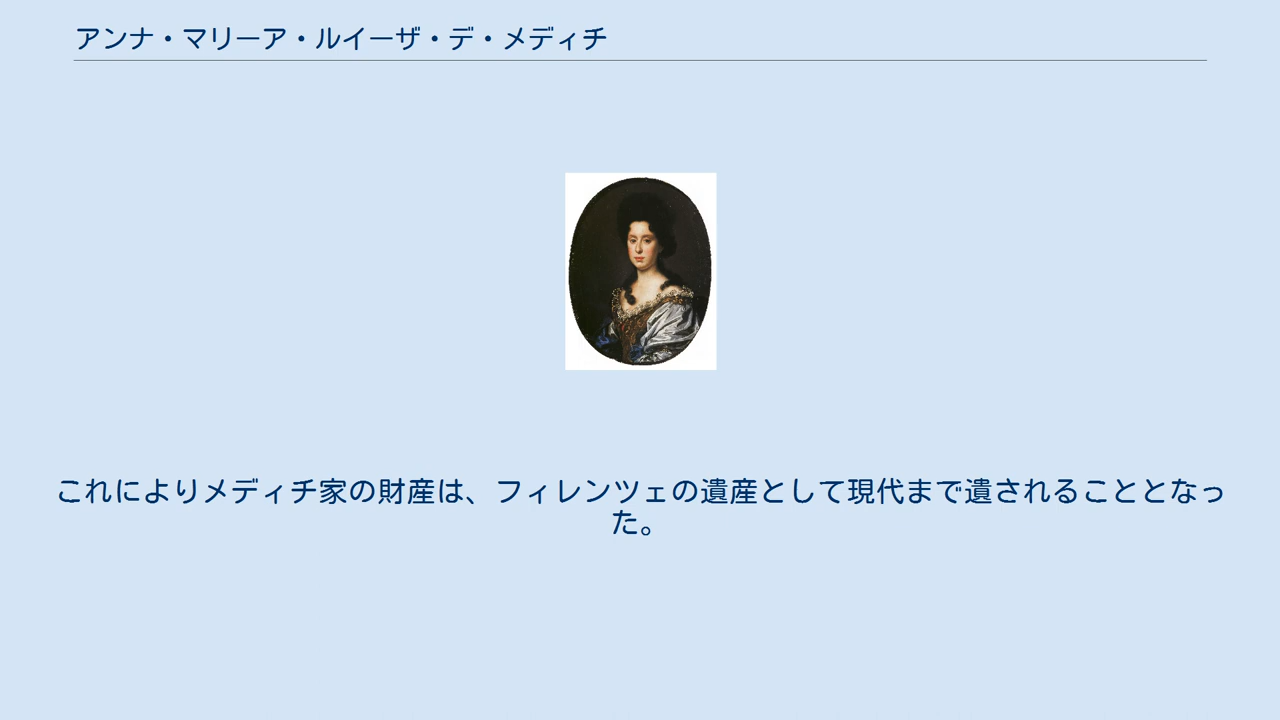 アンナ・マリーア・ルイーザ・デ・メディチ
これによりメディチ家の財産は、フィレンツェの遺産として現代まで遺されることとなっ
た。